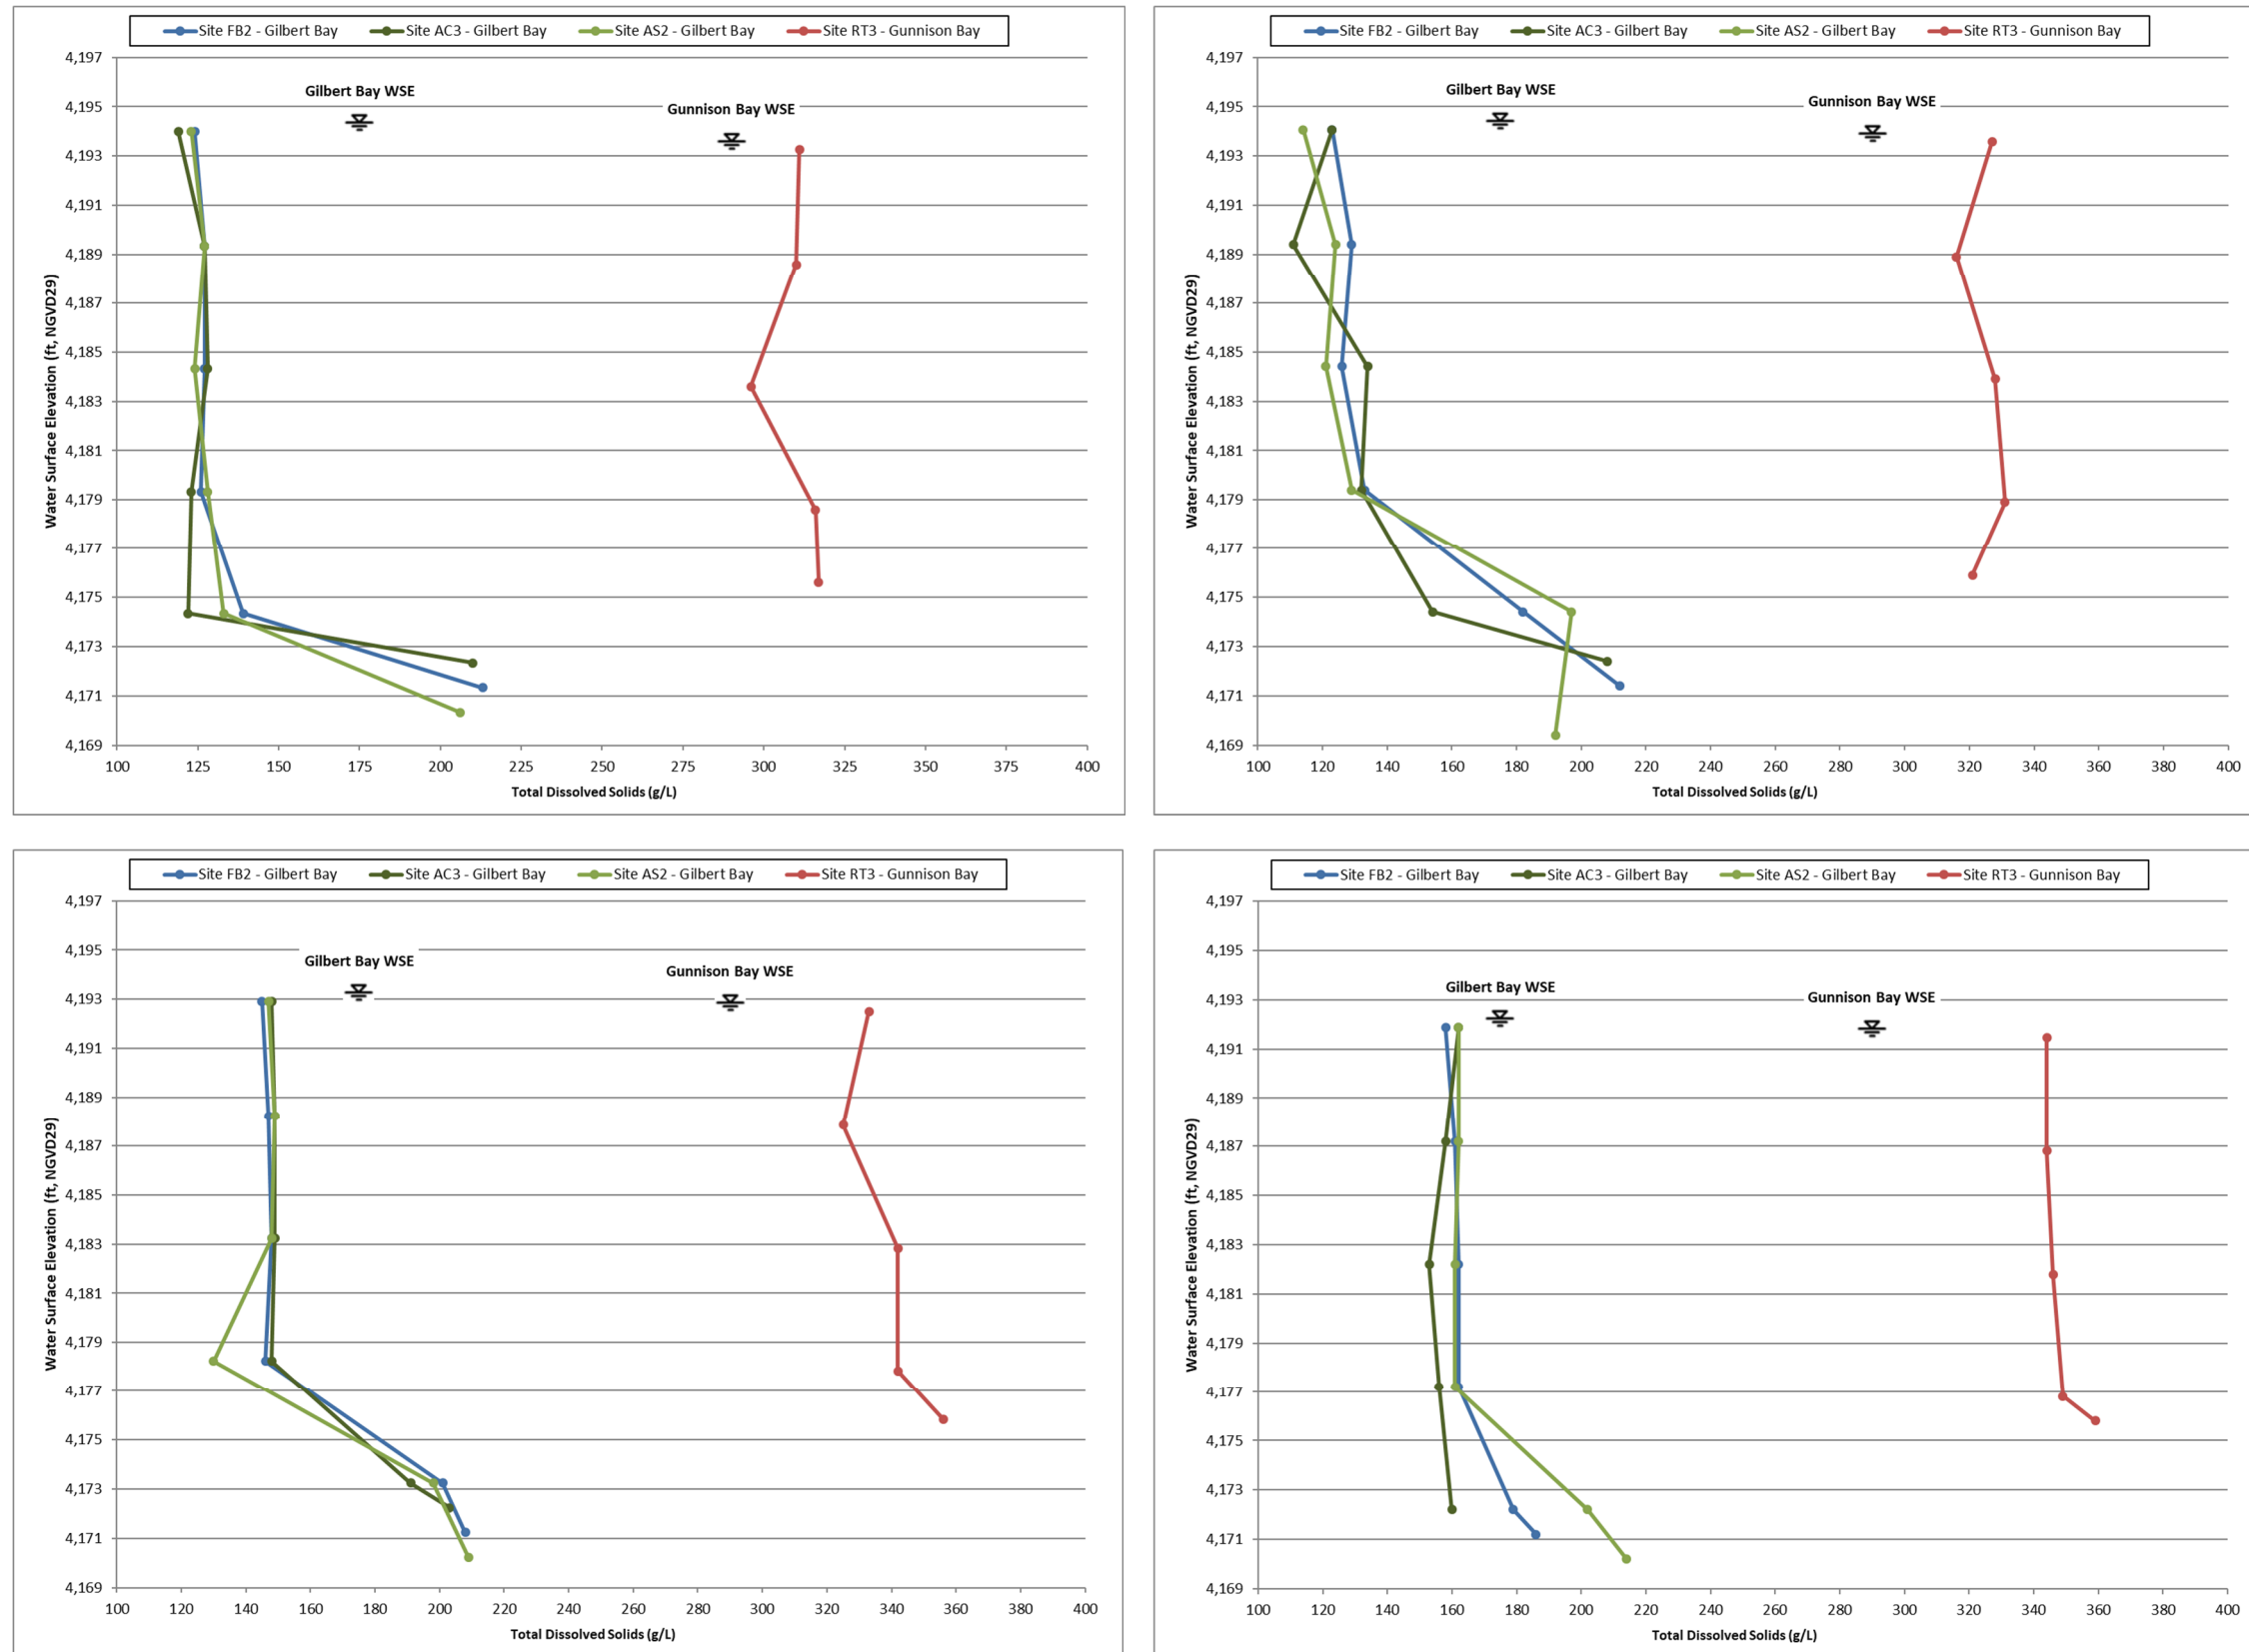 Site FB2 - Gilbert Bay Site AC3 - Gilbert Bay Site AS2 - Gilbert Bay Site RT3 - Gunnison Bay
4,197
4,195
4,193
4,191
4,189
4,187
4,185
4,183
4,181
4,179
4,177
4,175
4,173
4,171
4,169
Water Surface Elevation (ft, NGVD29)
Gilbert Bay WSE
Gunnison Bay WSE
100 125 150 175 200 225 250 275 300 325 350 375 400
Total Dissolved Solids (g/L)
Site FB2 - Gilbert Bay Site AC3 - Gilbert Bay Site AS2 - Gilbert Bay Site RT3 - Gunnison Bay
4,197
4,195
4,193
4,191
4,189
4,187
4,185
4,183
4,181
4,179
4,177
4,175
4,173
4,171
4,169
Water Surface Elevation (ft, NGVD29)
Gilbert Bay WSE
Gunnison Bay WSE
100 120 140 160 180 200 220 240 260 280 300 320 340 360 380 400
Total Dissolved Solids (g/L)
Site FB2 - Gilbert Bay Site AC3 - Gilbert Bay Site AS2 - Gilbert Bay Site RT3 - Gunnison Bay
4,197
4,195
4,193
4,191
4,189
4,187
4,185
4,183
4,181
4,179
4,177
4,175
4,173
4,171
4,169
Water Surface Elevation (ft, NGVD29)
Gilbert Bay WSE
Gunnison Bay WSE
100 120 140 160 180 200 220 240 260 280 300 320 340 360 380 400
Total Dissolved Solids (g/L)
Site FB2 - Gilbert Bay Site AC3 - Gilbert Bay Site AS2 - Gilbert Bay Site RT3 - Gunnison Bay
4,197
4,195
4,193
4,191
4,189
4,187
4,185
4,183
4,181
4,179
4,177
4,175
4,173
4,171
4,169
Water Surface Elevation (ft, NGVD29)
Gilbert Bay WSE
Gunnison Bay WSE
100 120 140 160 180 200 220 240 260 280 300 320 340 360 380 400
Total Dissolved Solids (g/L)